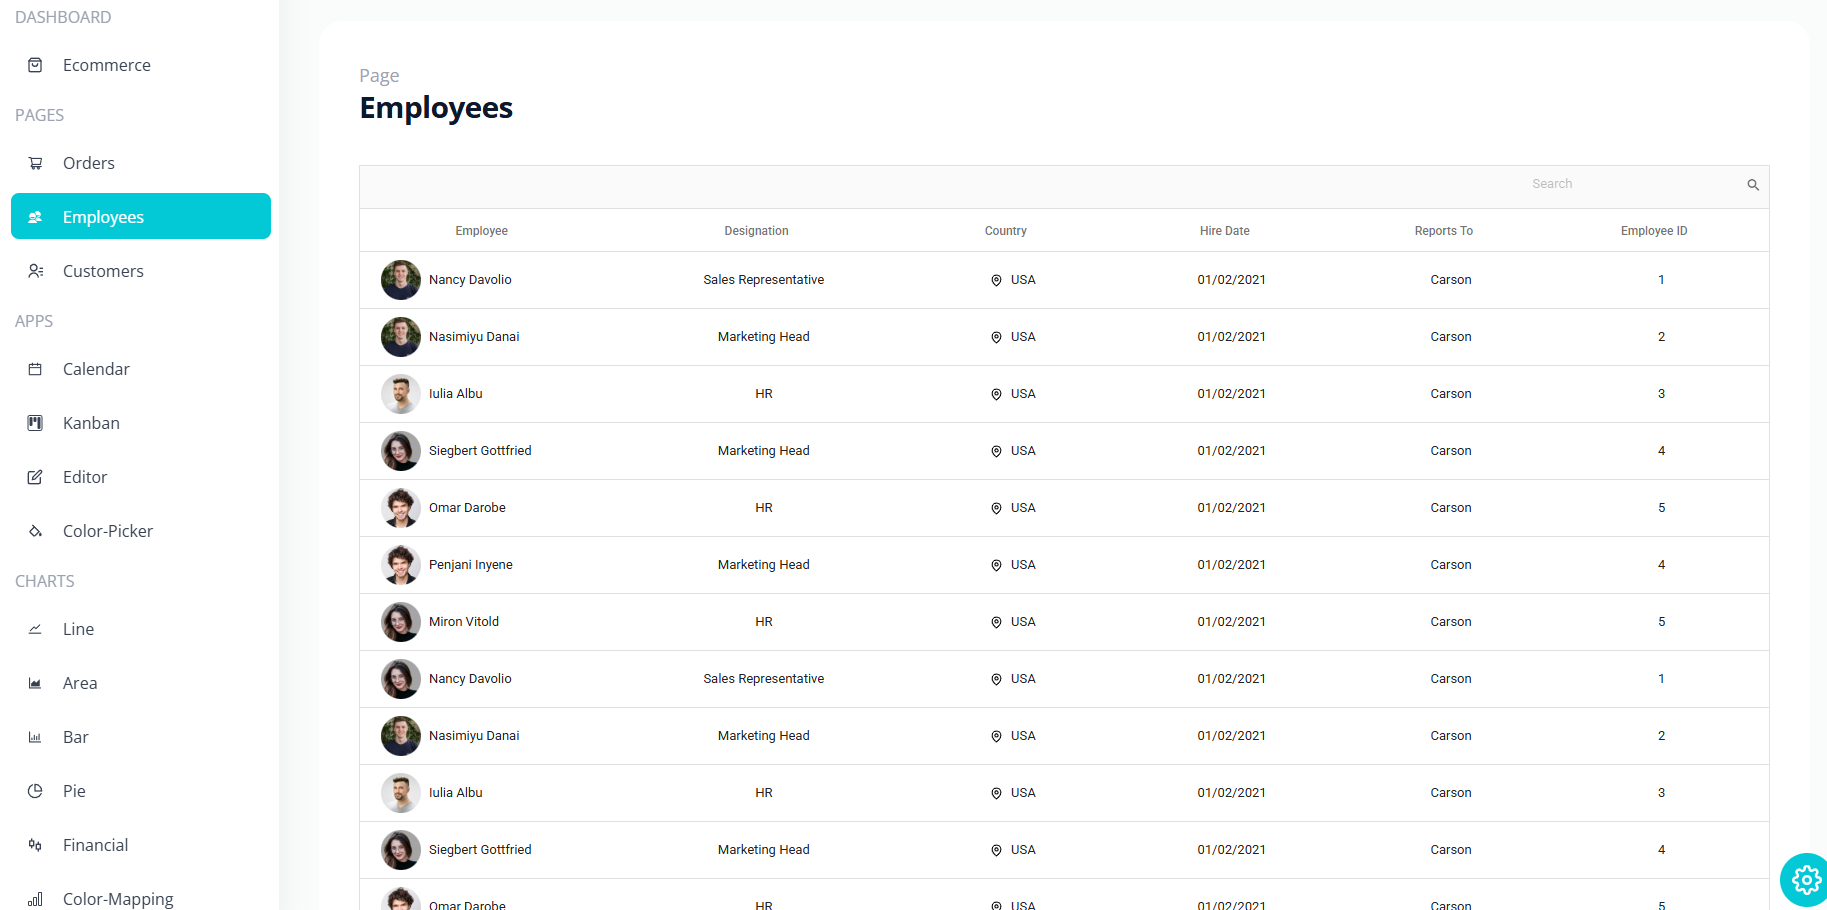 DASHBOARD
Ecommerce
PAGES
Orders
Employees
Customers
APPS
Calendar
Kanban
Editor
Color-Picker
CHARTS
Line
Area
Bar
Pie
Financial
Color-Mapping
Page
Employees
Search
Employee Designation Country Hire Date Reports To Employee ID
Nancy Davolio Sales Representative USA 01/02/2021 Carson 1
Nasimiyu Danai Marketing Head USA 01/02/2021 Carson 2
Iulia Albu HR USA 01/02/2021 Carson 3
Siegbert Gottfried Marketing Head USA 01/02/2021 Carson 4
Omar Darobe HR USA 01/02/2021 Carson 5
Penjani Inyene Marketing Head USA 01/02/2021 Carson 4
Miron Vitold HR USA 01/02/2021 Carson 5
Nancy Davolio Sales Representative USA 01/02/2021 Carson 1
Nasimiyu Danai Marketing Head USA 01/02/2021 Carson 2
Iulia Albu HR USA 01/02/2021 Carson 3
Siegbert Gottfried Marketing Head USA 01/02/2021 Carson 4
Omar Darobe HR USA 01/02/2021 Carson 5